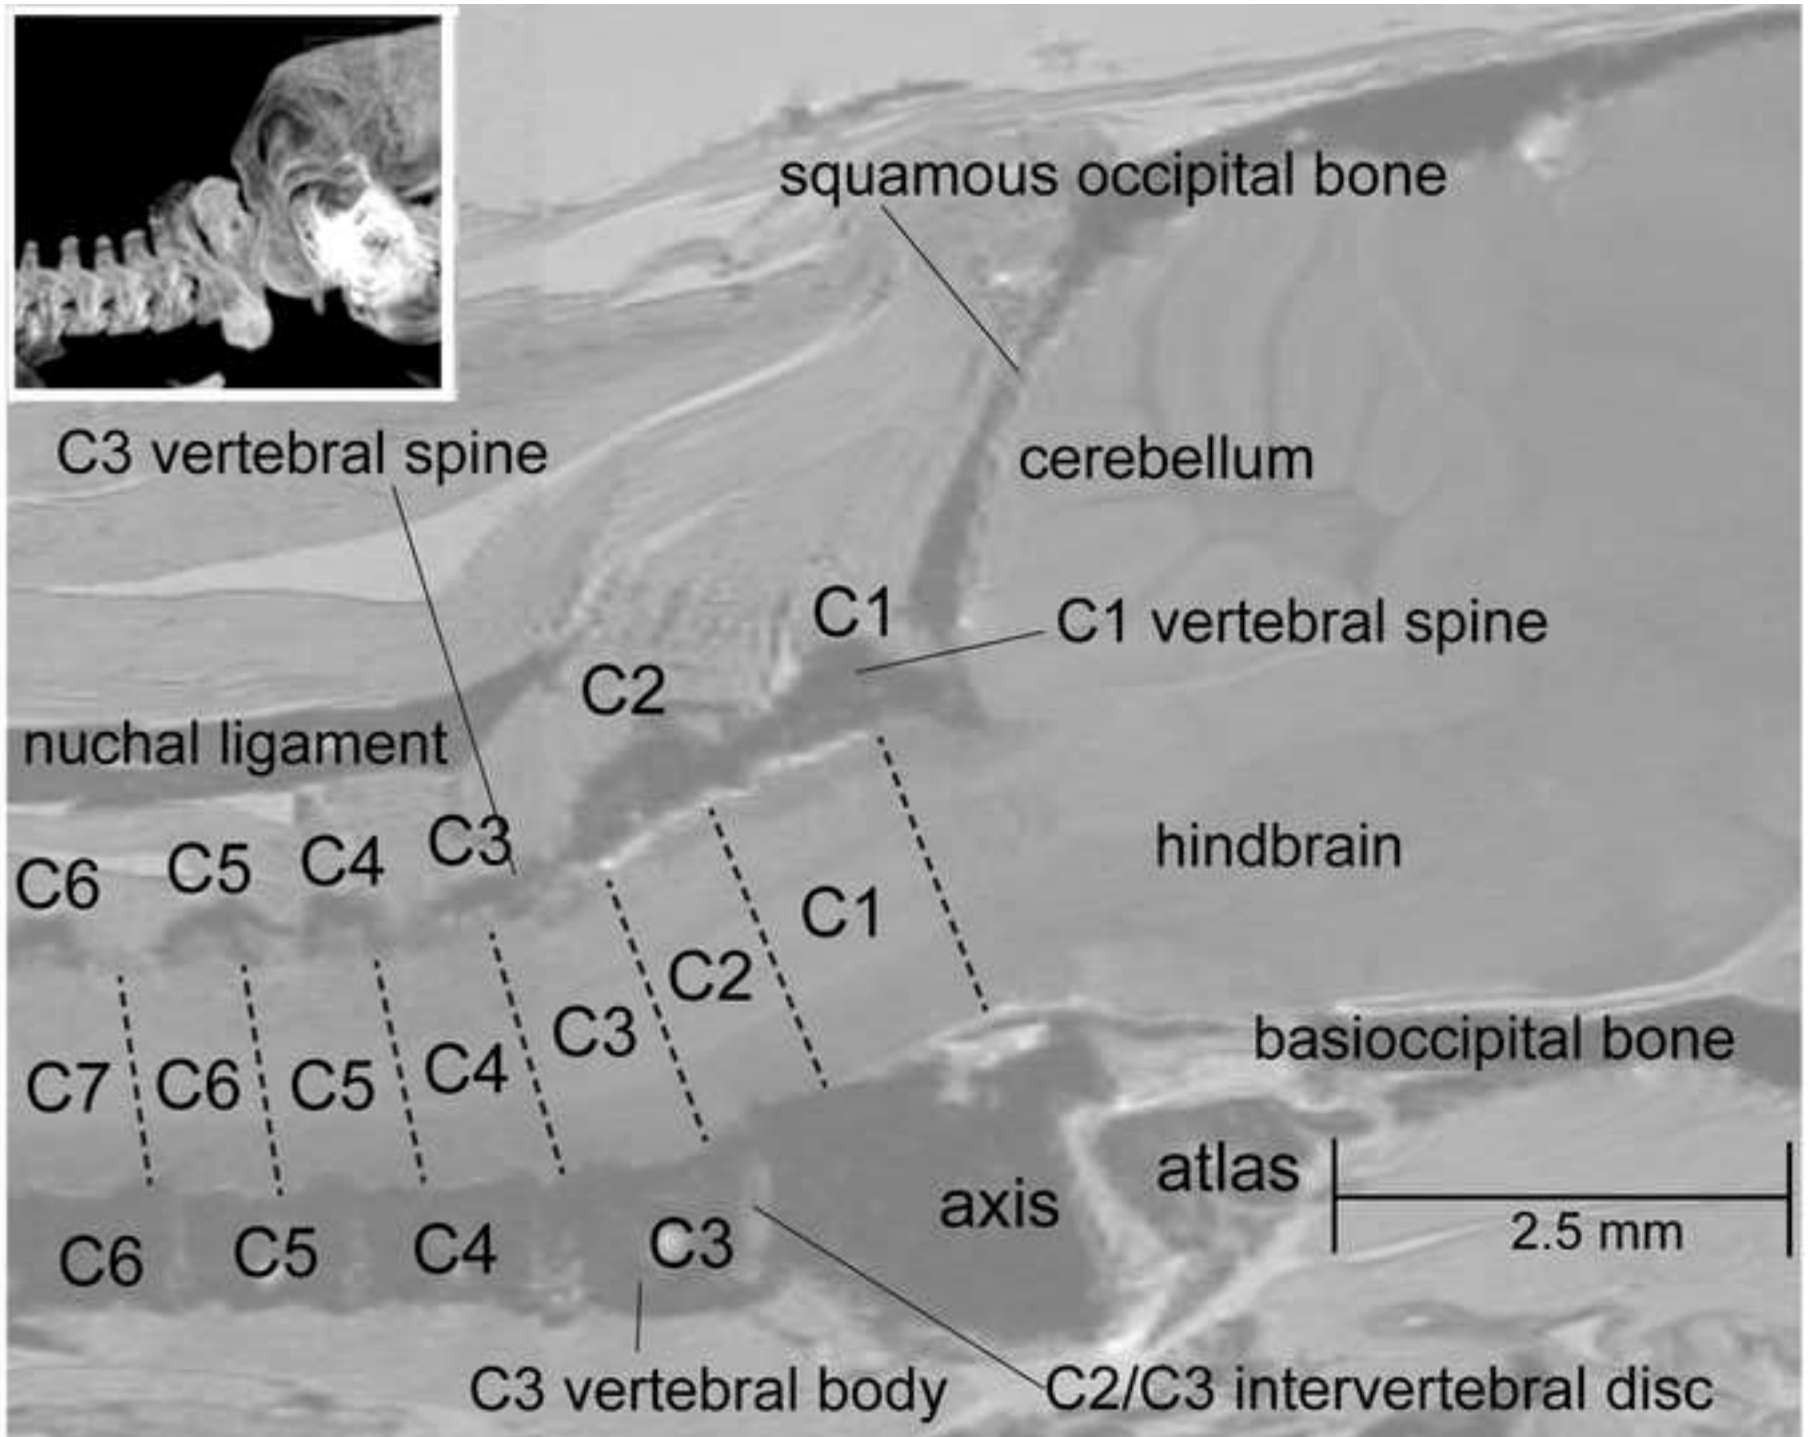 squamous occipital bone
C3 vertebral spine
cerebellum
C1
C1 vertebral spine
C2
nuchal ligament
C6 C5 C4 C3
hindbrain
C7 C6 C5 C4 C3 C2 C1
basioccipital bone
C6 C5 C4 C3 axis atlas
2.5 mm
C3 vertebral body
C2/C3 intervertebral disc